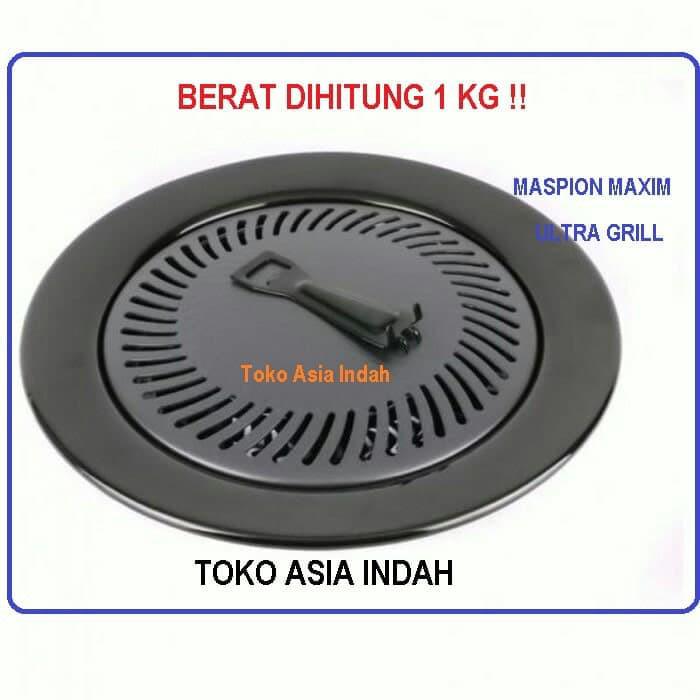 BERAT DIHITUNG 1 KG !!
MASPION MAXIM
ULTRA GRILL
Toko Asia Indah
TOKO ASIA INDAH